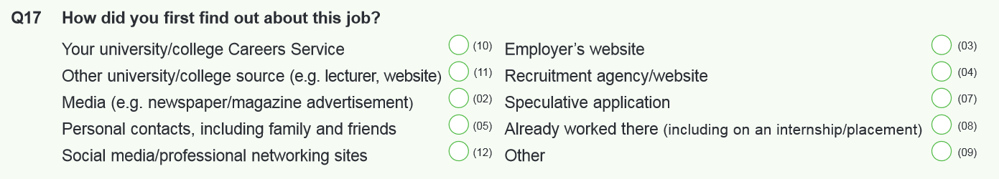 Q17 How did you first find out about this job?
Your university/college Careers Service (10) Employer's website (03)
Other university/college source (e.g. lecturer, website) (11) Recruitment agency/website (04)
Media (e.g. newspaper/magazine advertisement) (02) Speculative application (07)
Personal contacts, including family and friends (05) Already worked there (including on an internship/placement) (08)
Social media/professional networking sites (12) Other (09)